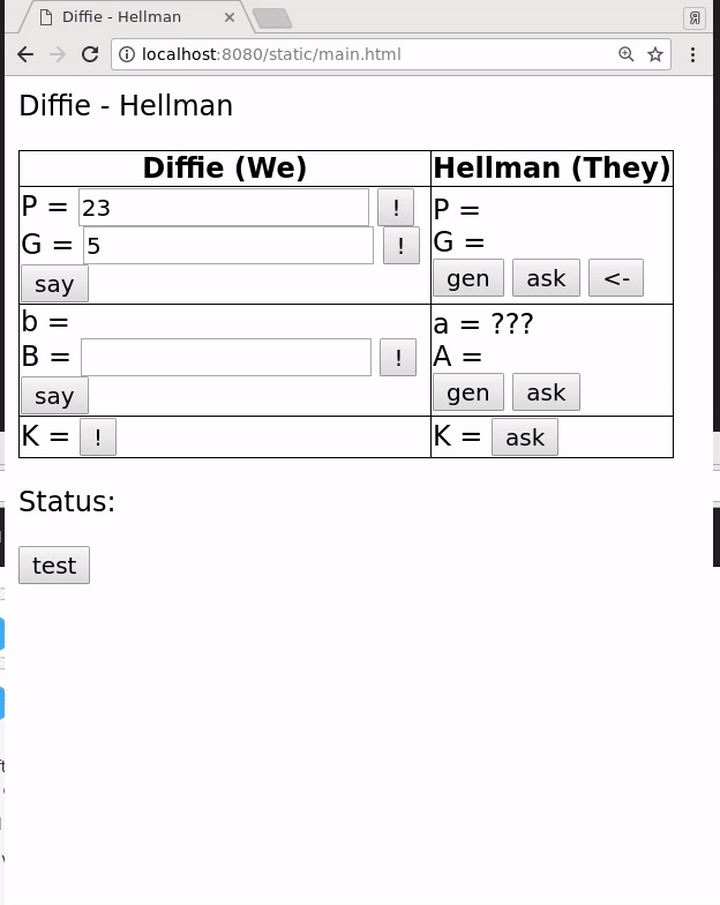 Diffie - Hellman
Я
localhost:8080/static/main.html
Diffie - Hellman
Diffie (We) Hellman (They)
P = 23 !
G = 5 !
say
P =
G =
gen ask <-
b =
B = !
say
a = ???
A =
gen ask
K = ! K = ask
Status:
test